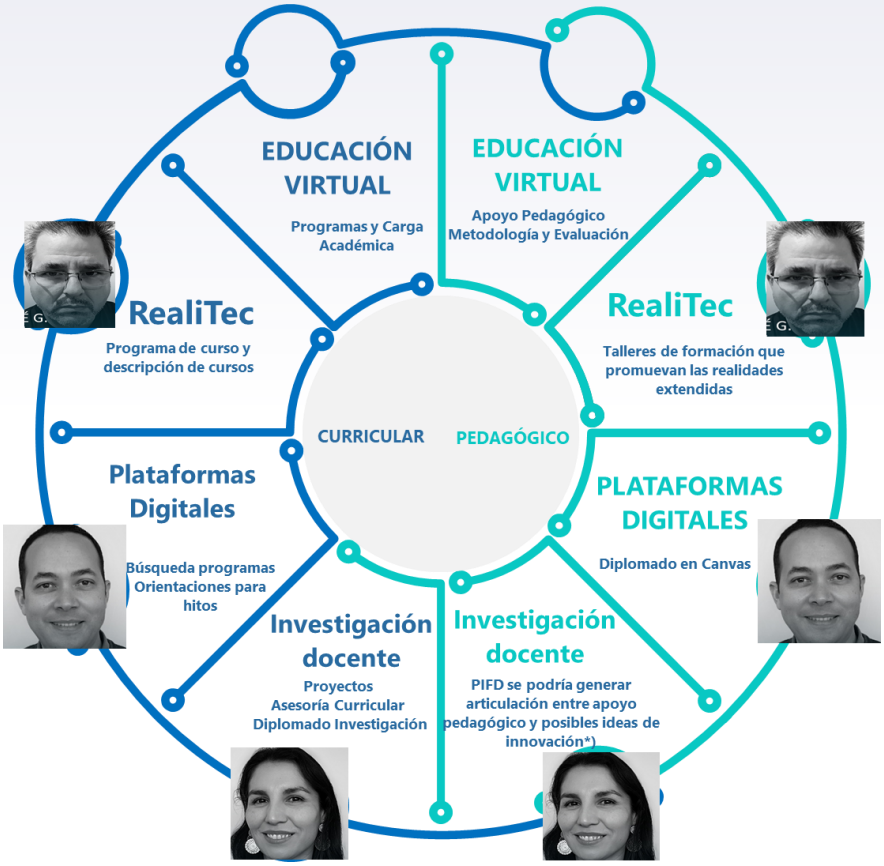 EDUCACIÓN
VIRTUAL
Programas y Carga
Académica
EDUCACIÓN
VIRTUAL
Apoyo Pedagógico
Metodología y Evaluación
É G.
RealiTec
Programa de curso y
descripción de cursos
É G.
RealiTec
Talleres de formación que
promuevan las realidades
extendidas
CURRICULAR
PEDAGÓGICO
Plataformas
Digitales
Búsqueda programas
Orientaciones para
hitos
PLATAFORMAS
DIGITALES
Diplomado en Canvas
Investigación
docente
Proyectos
Asesoría Curricular
Diplomado Investigación
Investigación
docente
PIFD se podría generar
articulación entre apoyo
pedagógico y posibles ideas de
innovación*)